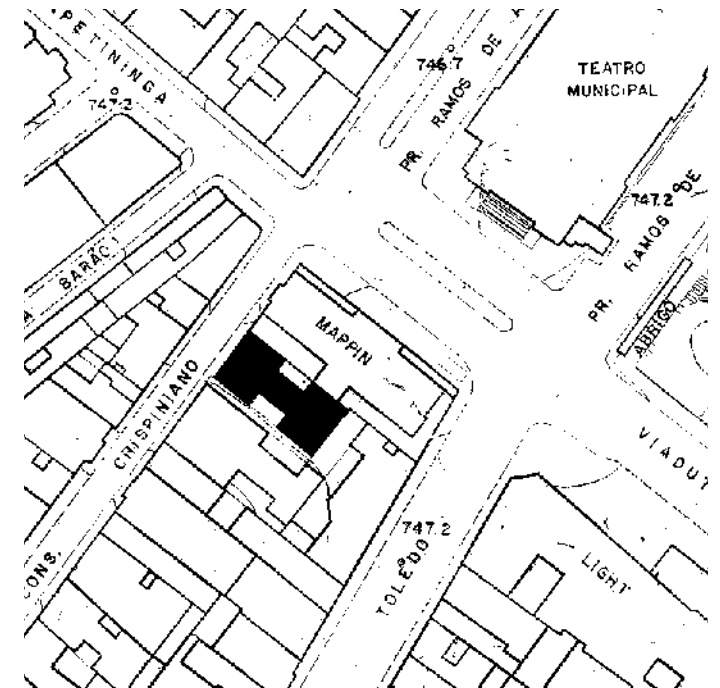 PETININGA
747.2
746.7
PR. RAMOS DE
TEATRO
MUNICIPAL
747.2
PR. RAMOS DE
ABRIGO
BARÃO
MAPPIN
CONS. CRISPINIANO
VIADUT
747.2
TOLEDO
LIGHT